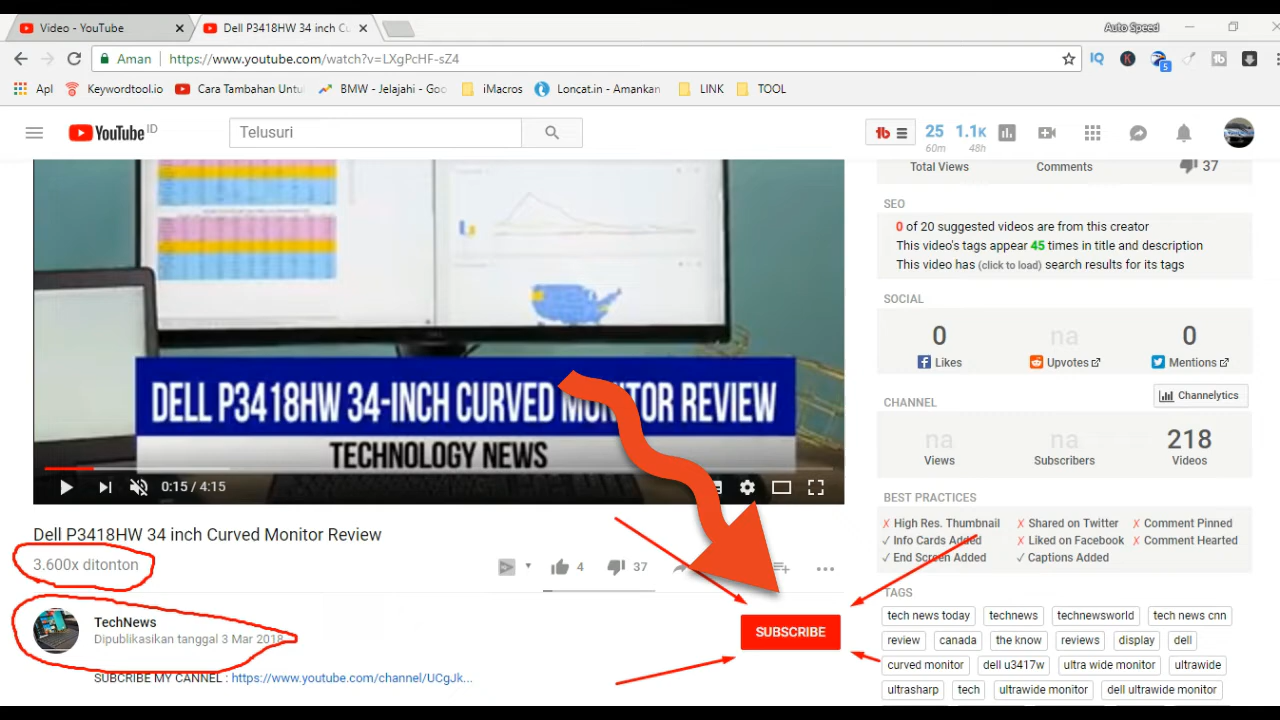 Video - YouTube
Dell P3418HW 34 inch Cu
Auto Speed
Aman
https://www.youtube.com/watch?v=LXgPcHF-sZ4
IQ
K
5
tb
Apl
Keywordtool.io
Cara Tambahan Untu
BMW - Jelajahi - Goo
iMacros
Loncat.in - Amankan
LINK
TOOL
YouTube ID
Telusuri
tb
25
60m
1.1K
48h
Total Views
Comments
37
SEO
0 of 20 suggested videos are from this creator
This video's tags appear 45 times in title and description
This video has (click to load) search results for its tags
SOCIAL
0
na
0
Likes
Upvotes
Mentions
CHANNEL
Channelytics
na
na
218
Views
Subscribers
Videos
BEST PRACTICES
✗ High Res. Thumbnail
✗ Shared on Twitter
✗ Comment Pinned
✓ Info Cards Added
✗ Liked on Facebook
✗ Comment Hearted
✓ End Screen Added
✓ Captions Added
TAGS
tech news today
technews
technewsworld
tech news cnn
review
canada
the know
reviews
display
dell
curved monitor
dell u3417w
ultra wide monitor
ultrawide
ultrasharp
tech
ultrawide monitor
dell ultrawide monitor
DELL P3418HW 34-INCH CURVED MONITOR REVIEW
TECHNOLOGY NEWS
0:15 / 4:15
Dell P3418HW 34 inch Curved Monitor Review
3.600x ditonton
4
37
TechNews
Dipublikasikan tanggal 3 Mar 2018
SUBSCRIBE
SUBCRIBE MY CANNEL : https://www.youtube.com/channel/UCgJk...